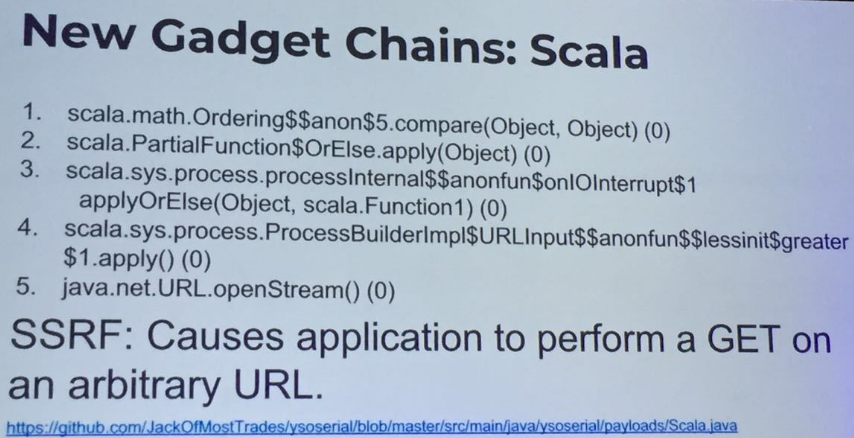 New Gadget Chains: Scala
1. scala.math.Ordering$$anon$5.compare(Object, Object) (0)
2. scala.PartialFunction$OrElse.apply(Object) (0)
3. scala.sys.process.processInternal$$anonfun$onIOInterrupt$1
applyOrElse(Object, scala.Function1) (0)
4. scala.sys.process.ProcessBuilderImpl$URLInput$$anonfun$$lessinit$greater
$1.apply() (0)
5. java.net.URL.openStream() (0)
SSRF: Causes application to perform a GET on
an arbitrary URL.
https://github.com/JackOfMostTrades/ysoserial/blob/master/src/main/java/ysoserial/payloads/Scala.java